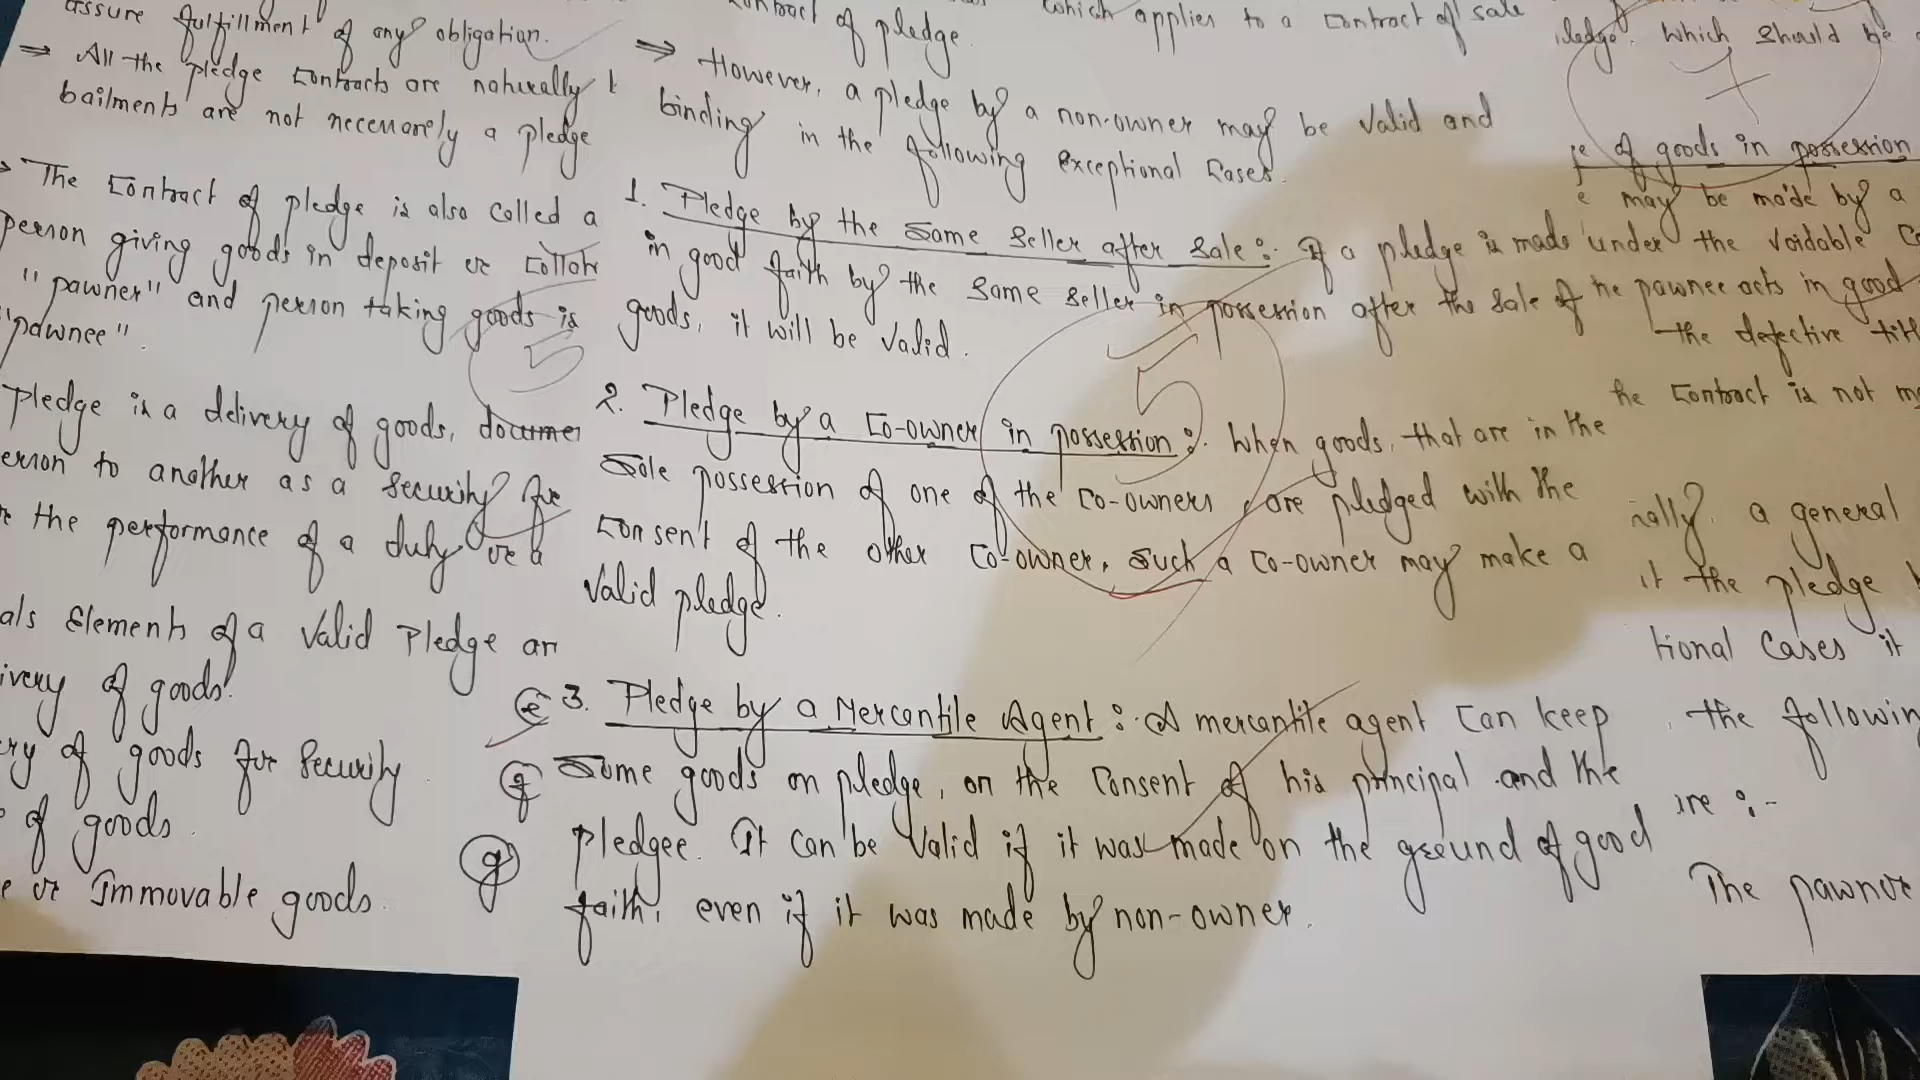 assure fulfillment of any obligation.
⇒ All the pledge contracts are naturally
bailments are not necessarely a pledge
The Contract of pledge is also called a
person giving goods in deposit or
"pawner" and person taking goods is
"pawnee".
Pledge is a delivery of goods,
to another as a security for
the performance of a duty or a
Elements of a Valid Pledge
of goods.
of goods for Security
of goods.
or Immovable goods.
e
f
g
5
of pledge.
which applies to a contract of sale
⇒ However, a pledge by a non-owner may be valid and
binding in the following exceptional cases.
1. Pledge by the same seller after sale :- If a pledge is made
in good faith by the same seller in possession after the sale of
goods, it will be valid.
2. Pledge by a Co-owner in possession :- When goods, that are in the
sole possession of one of the co-owners, are pledged with the
consent of the other co-owner, such a co-owner may make a
valid pledge.
3. Pledge by a Mercantile Agent :- A mercantile agent can keep
some goods on pledge, on the consent of his principal and the
pledgee. It can be valid if it was made on the ground of good
faith, even if it was made by non-owner.
5
which should be
7
of goods in possession
may be made by a
under the voidable
pawnee acts in good
the defective
Contract is not
a general
the pledge
Cases it
the
:-
The pawnor